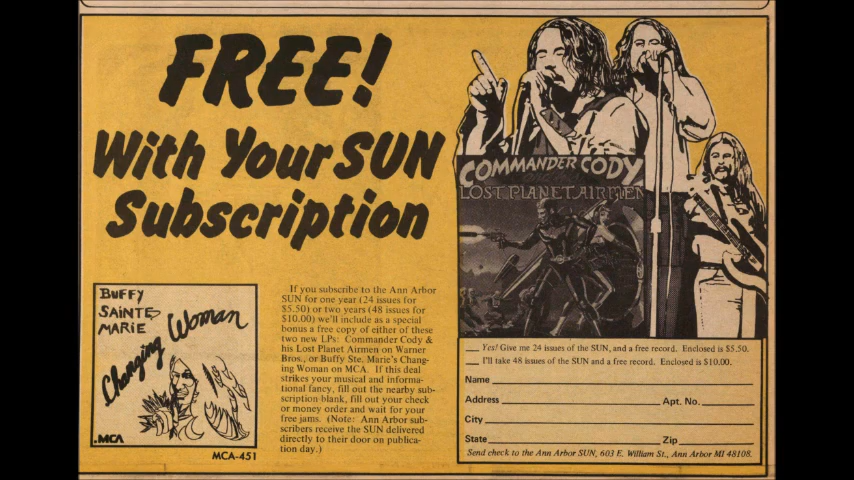 FREE!
With Your SUN
Subscription
COMMANDER CODY
LOST PLANET AIRMEN
BUFFY
SAINTE
MARIE
Changing Woman
MCA
MCA-451
If you subscribe to the Ann Arbor
SUN for one year (24 issues for
$5.50) or two years (48 issues for
$10.00) we'll include as a special
bonus a free copy of either of these
two new LPs: Commander Cody &
his Lost Planet Airmen on Warner
Bros., or Buffy Ste. Marie's Chang-
ing Woman on MCA. If this deal
strikes your musical and informa-
tional fancy, fill out the nearby sub-
scription blank, fill out your check
or money order and wait for your
free jams. (Note: Ann Arbor sub-
scribers receive the SUN delivered
directly to their door on publica-
tion day.)
Yes! Give me 24 issues of the SUN, and a free record. Enclosed is $5.50.
I'll take 48 issues of the SUN and a free record. Enclosed is $10.00.
Name
Address Apt. No.
City
State Zip
Send check to the Ann Arbor SUN, 603 E. William St., Ann Arbor MI 48108.